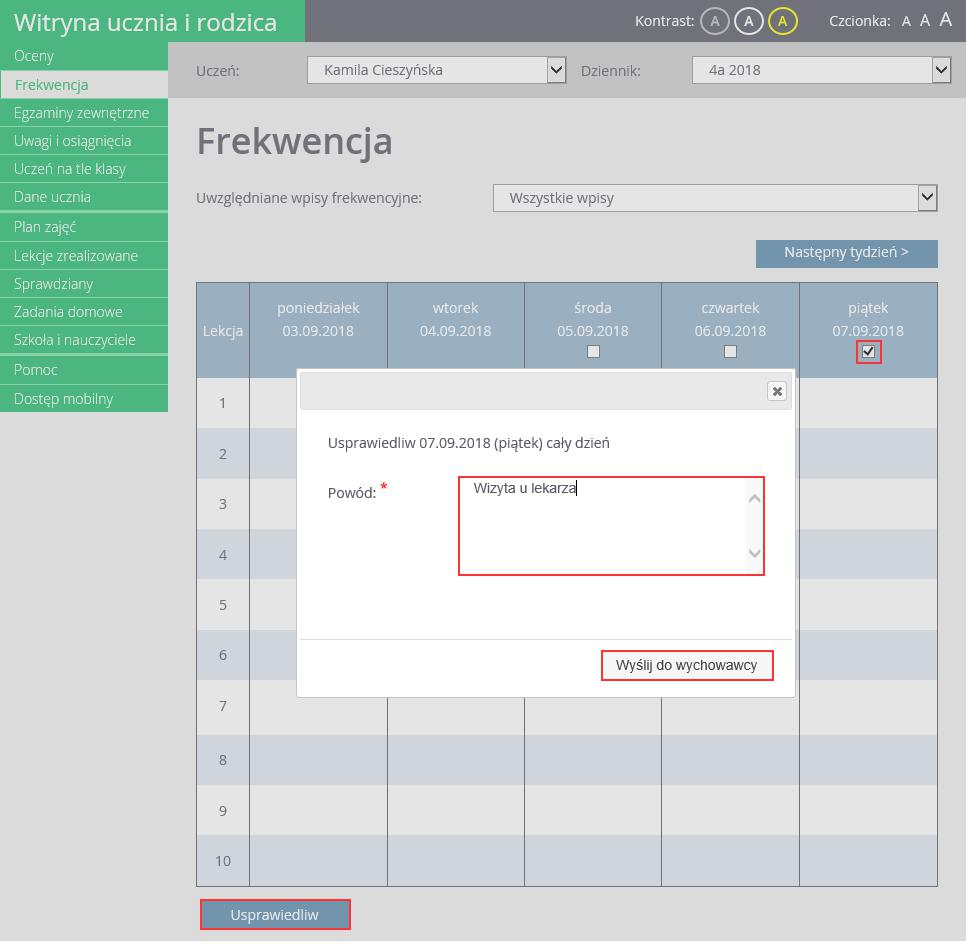 Witryna ucznia i rodzica
Kontrast: A A A Czcionka: A A A
Oceny
Frekwencja
Egzaminy zewnętrzne
Uwagi i osiągnięcia
Uczeń na tle klasy
Dane ucznia
Plan zajęć
Lekcje zrealizowane
Sprawdziany
Zadania domowe
Szkoła i nauczyciele
Pomoc
Dostęp mobilny
Uczeń: Kamila Cieszyńska Dziennik: 4a 2018
Frekwencja
Uwzględniane wpisy frekwencyjne: Wszystkie wpisy
Następny tydzień >
Lekcja poniedziałek wtorek środa czwartek piątek
03.09.2018 04.09.2018 05.09.2018 06.09.2018 07.09.2018
1
2
3
4
5
6
7
8
9
10
Usprawiedliw 07.09.2018 (piątek) cały dzień
Powód: * Wizyta u lekarza
Wyślij do wychowawcy
Usprawiedliw